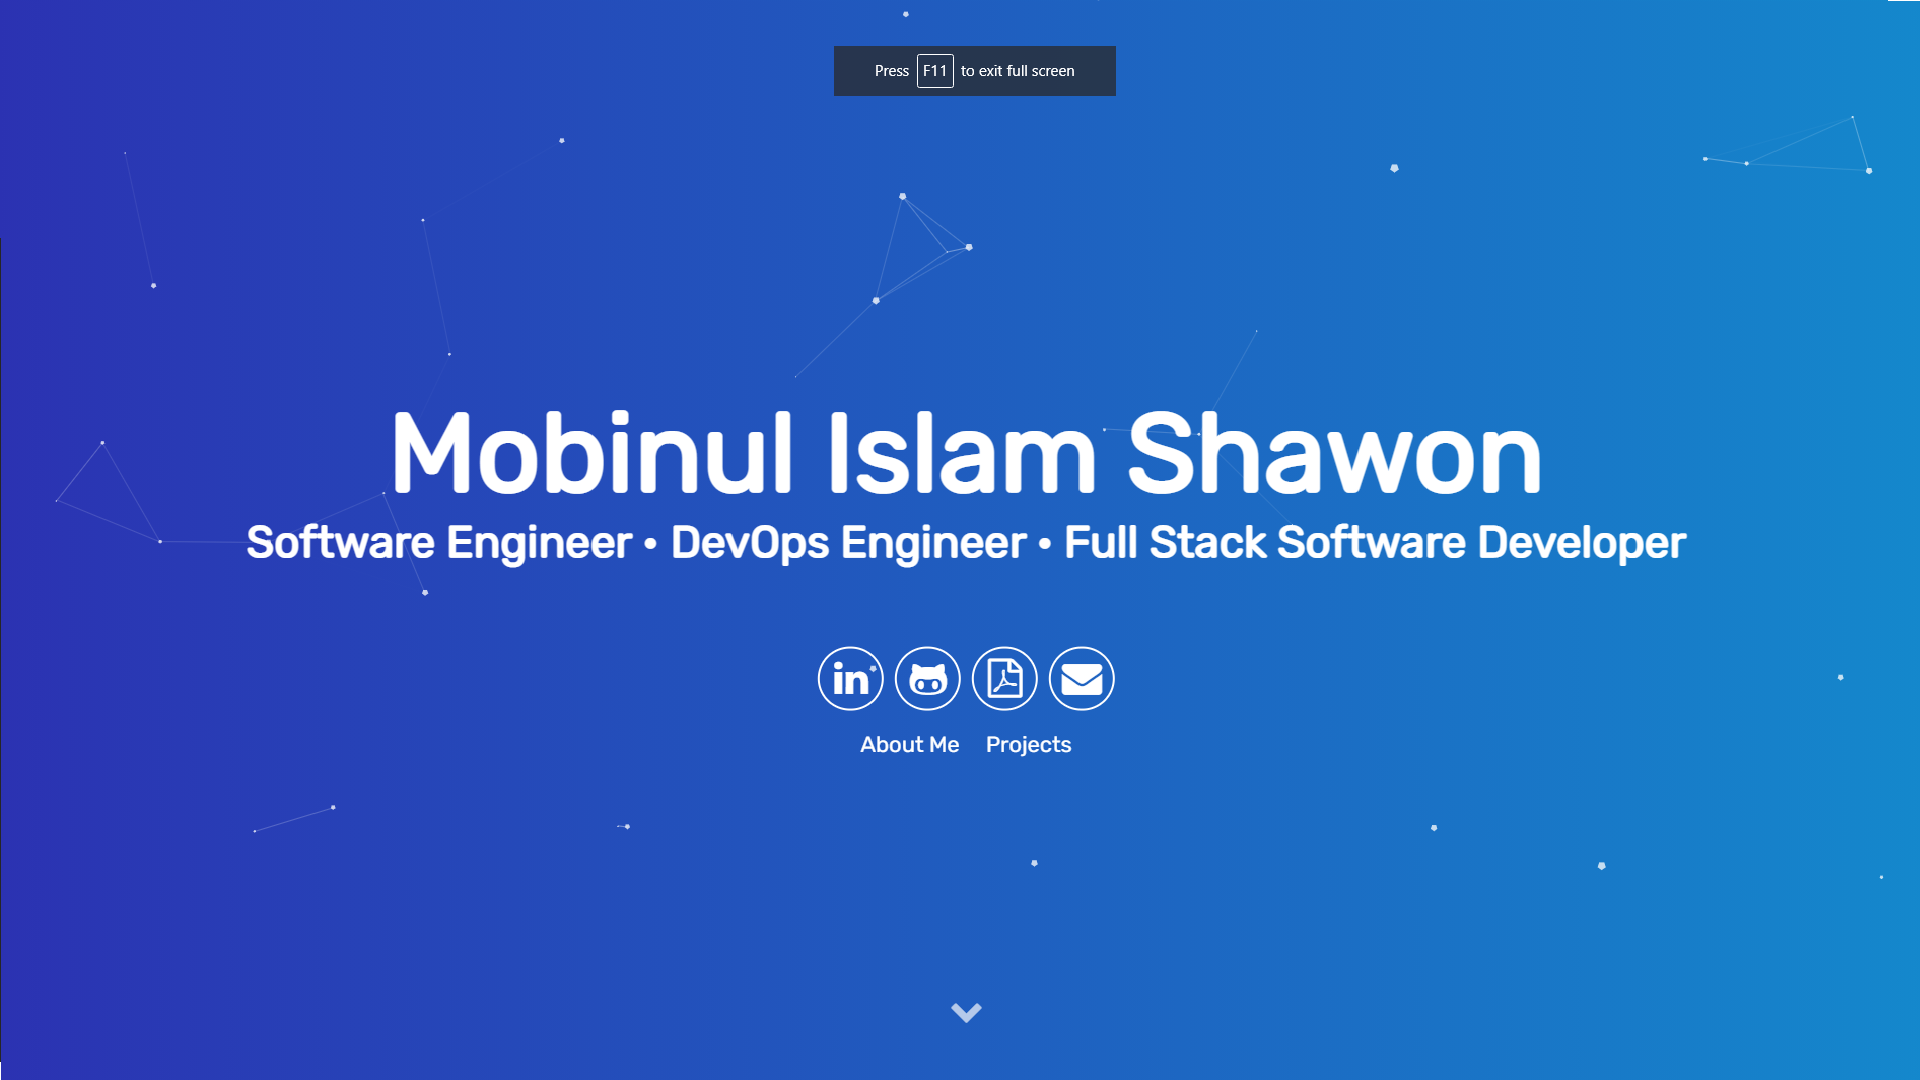 Press F11 to exit full screen
Mobinul Islam Shawon
Software Engineer • DevOps Engineer • Full Stack Software Developer
in
About Me Projects